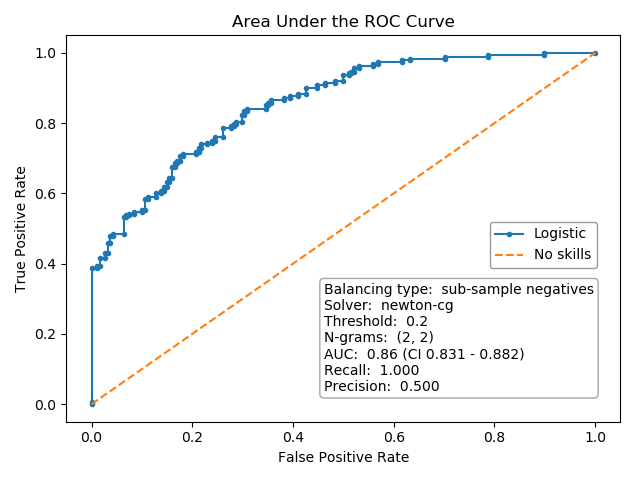 Area Under the ROC Curve
True Positive Rate
1.0
0.8
0.6
0.4
0.2
0.0
Logistic
No skills
Balancing type:  sub-sample negatives
Solver:  newton-cg
Threshold:  0.2
N-grams:  (2, 2)
AUC:  0.86 (CI 0.831 - 0.882)
Recall:  1.000
Precision:  0.500
0.0 0.2 0.4 0.6 0.8 1.0
False Positive Rate